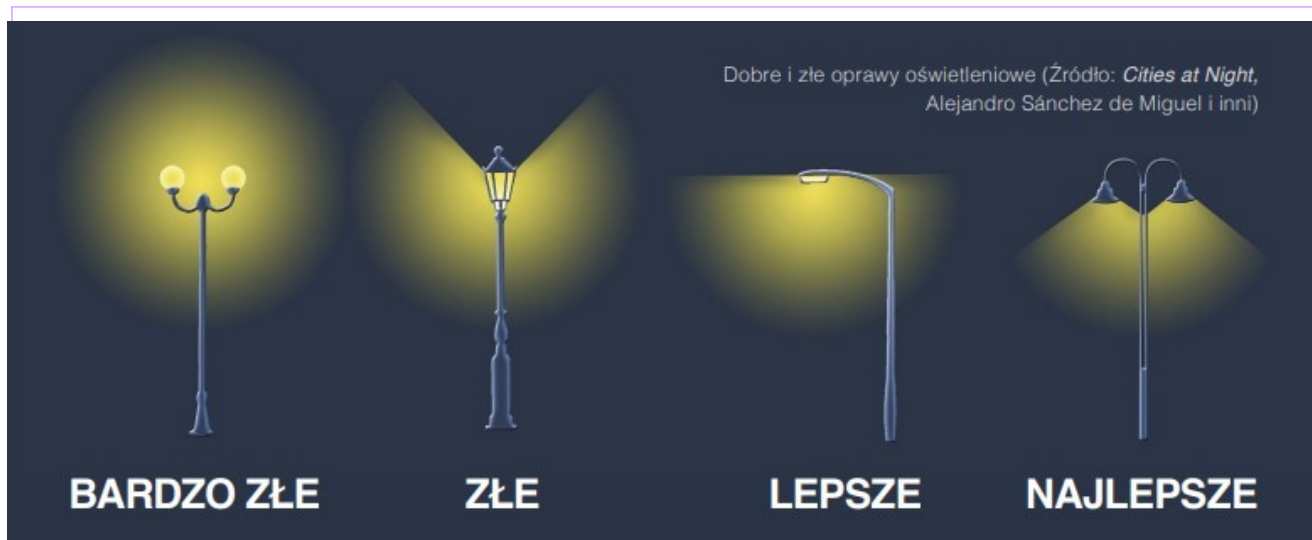 Dobre i złe oprawy oświetleniowe (Źródło: Cities at Night,
Alejandro Sánchez de Miguel i inni)
BARDZO ZŁE
ZŁE
LEPSZE
NAJLEPSZE